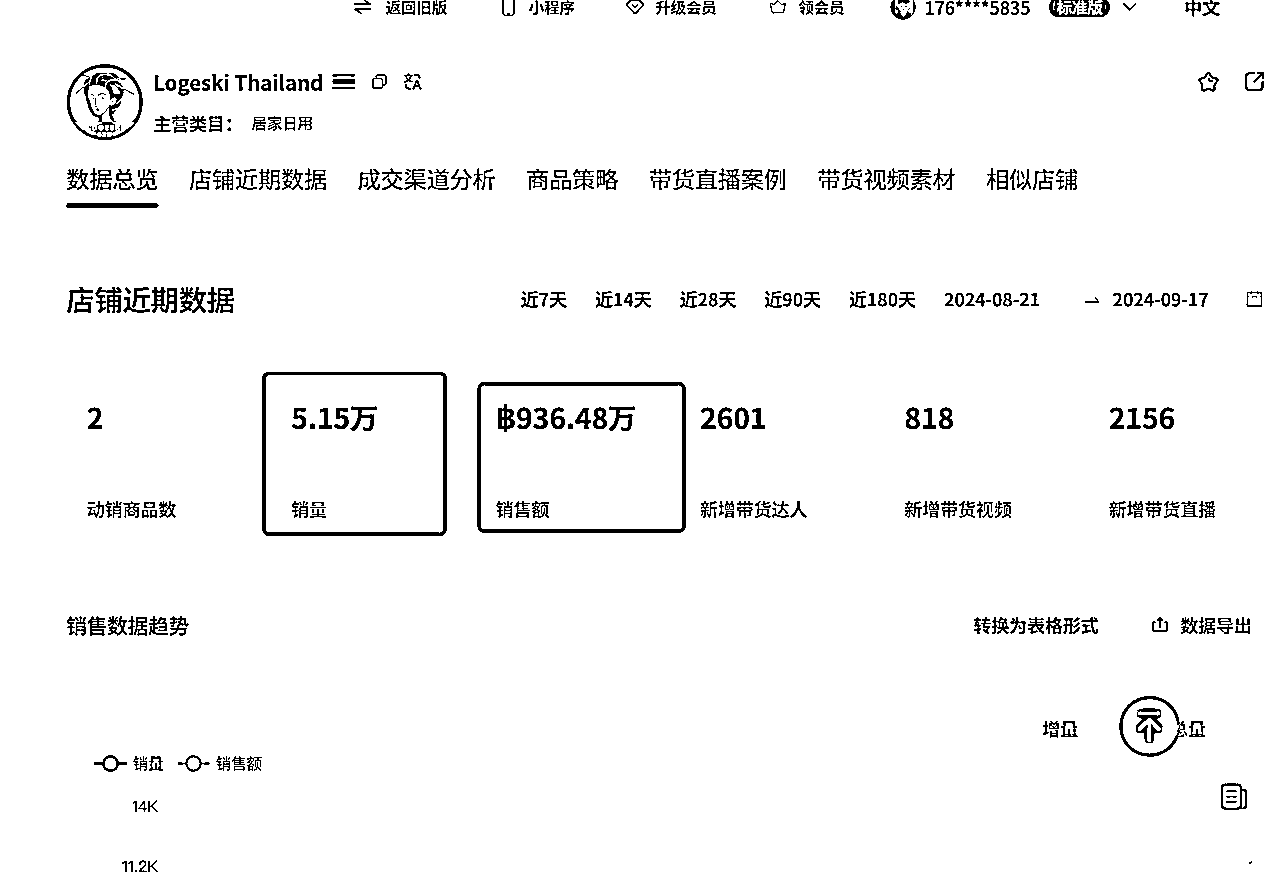 返回旧版 小程序 升级会员 领会员 176****5835 标准版 中文
Logeski Thailand
主营类目： 居家日用
数据总览 店铺近期数据 成交渠道分析 商品策略 带货直播案例 带货视频素材 相似店铺
店铺近期数据 近7天 近14天 近28天 近90天 近180天 2024-08-21 → 2024-09-17
2 5.15万 ฿936.48万 2601 818 2156
动销商品数 销量 销售额 新增带货达人 新增带货视频 新增带货直播
销售数据趋势 转换为表格形式 数据导出
增量 总量
销量 销售额
14K
11.2K